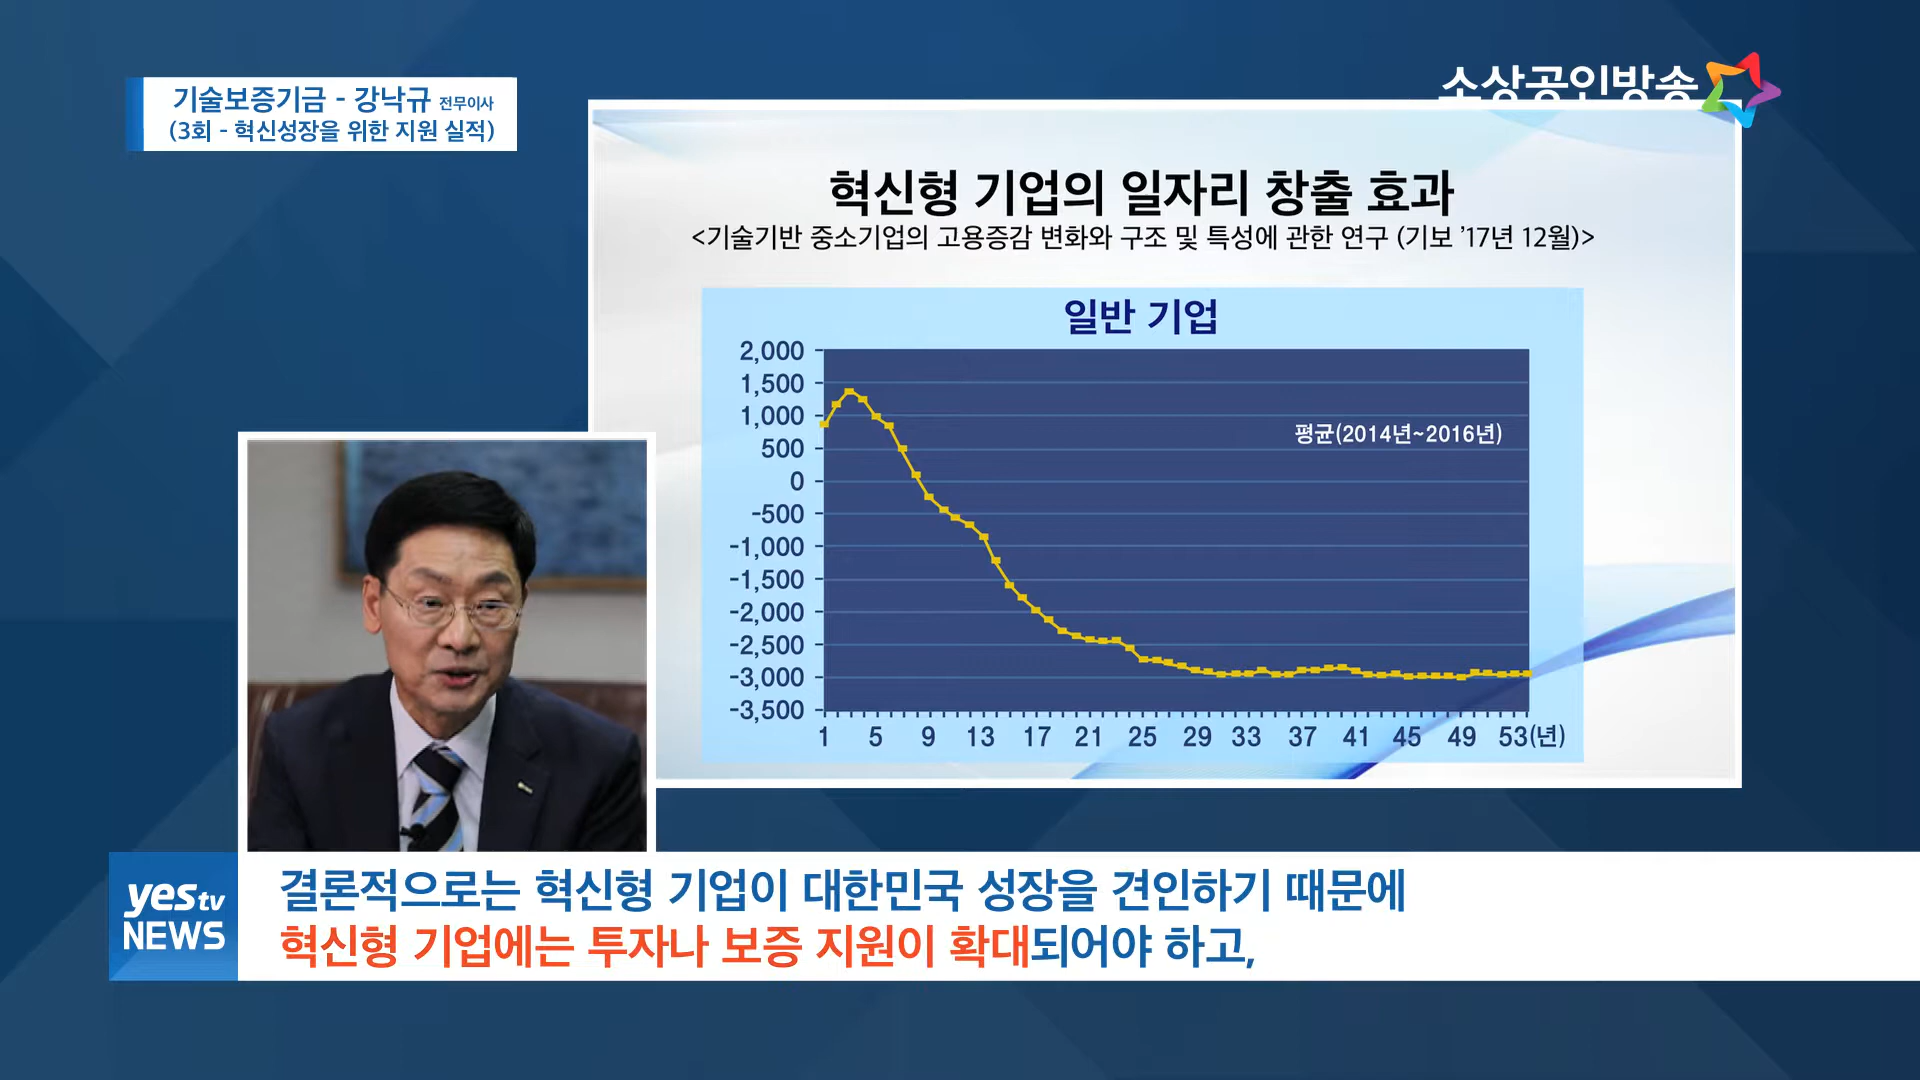 소상공인방송
기술보증기금 - 강낙규 전무이사
(3회 - 혁신성장을 위한 지원 실적)
혁신형 기업의 일자리 창출 효과
<기술기반 중소기업의 고용증감 변화와 구조 및 특성에 관한 연구 (기보 '17년 12월)>
일반 기업
2,000
1,500
1,000
500
0
-500
-1,000
-1,500
-2,000
-2,500
-3,000
-3,500
평균(2014년~2016년)
1 5 9 13 17 21 25 29 33 37 41 45 49 53(년)
yes tv
NEWS
결론적으로는 혁신형 기업이 대한민국 성장을 견인하기 때문에
혁신형 기업에는 투자나 보증 지원이 확대되어야 하고,